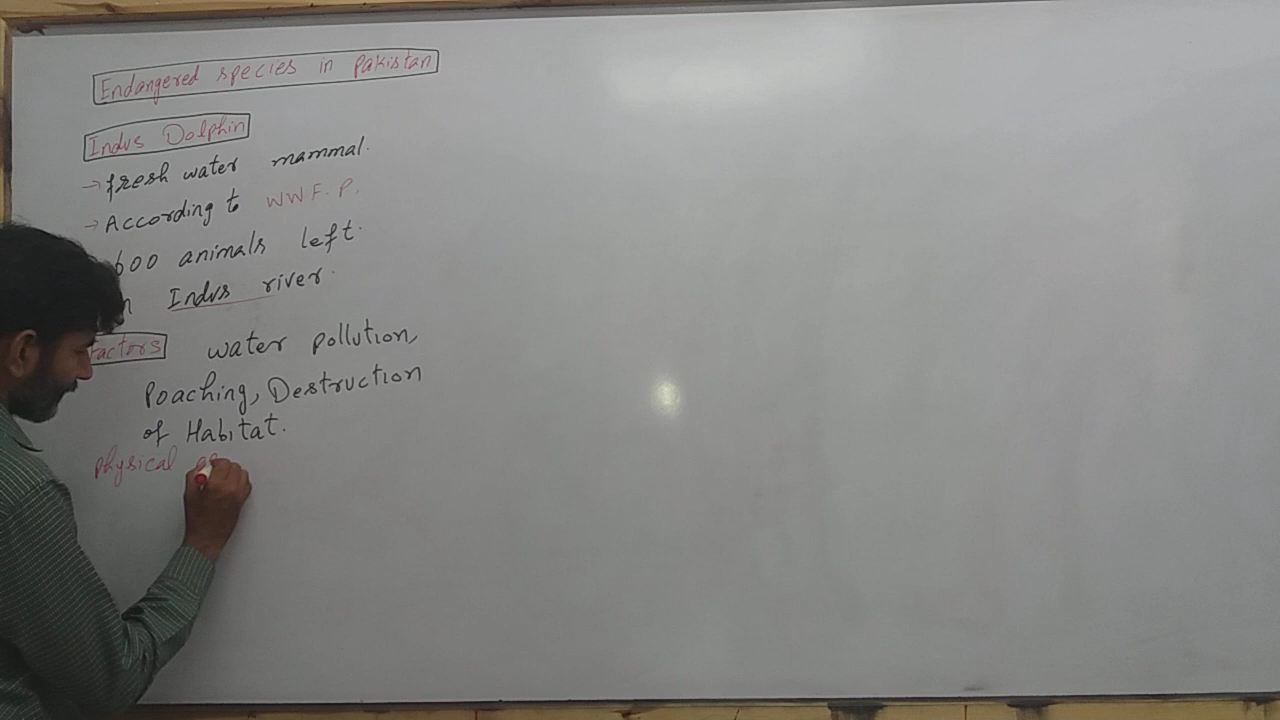 Endangered species in Pakistan
Indus Dolphin
→ fresh water mammal.
→ According to WWF.P.
600 animals left.
Indus river.
Factors water pollution,
Poaching, Destruction
of Habitat.
Physical